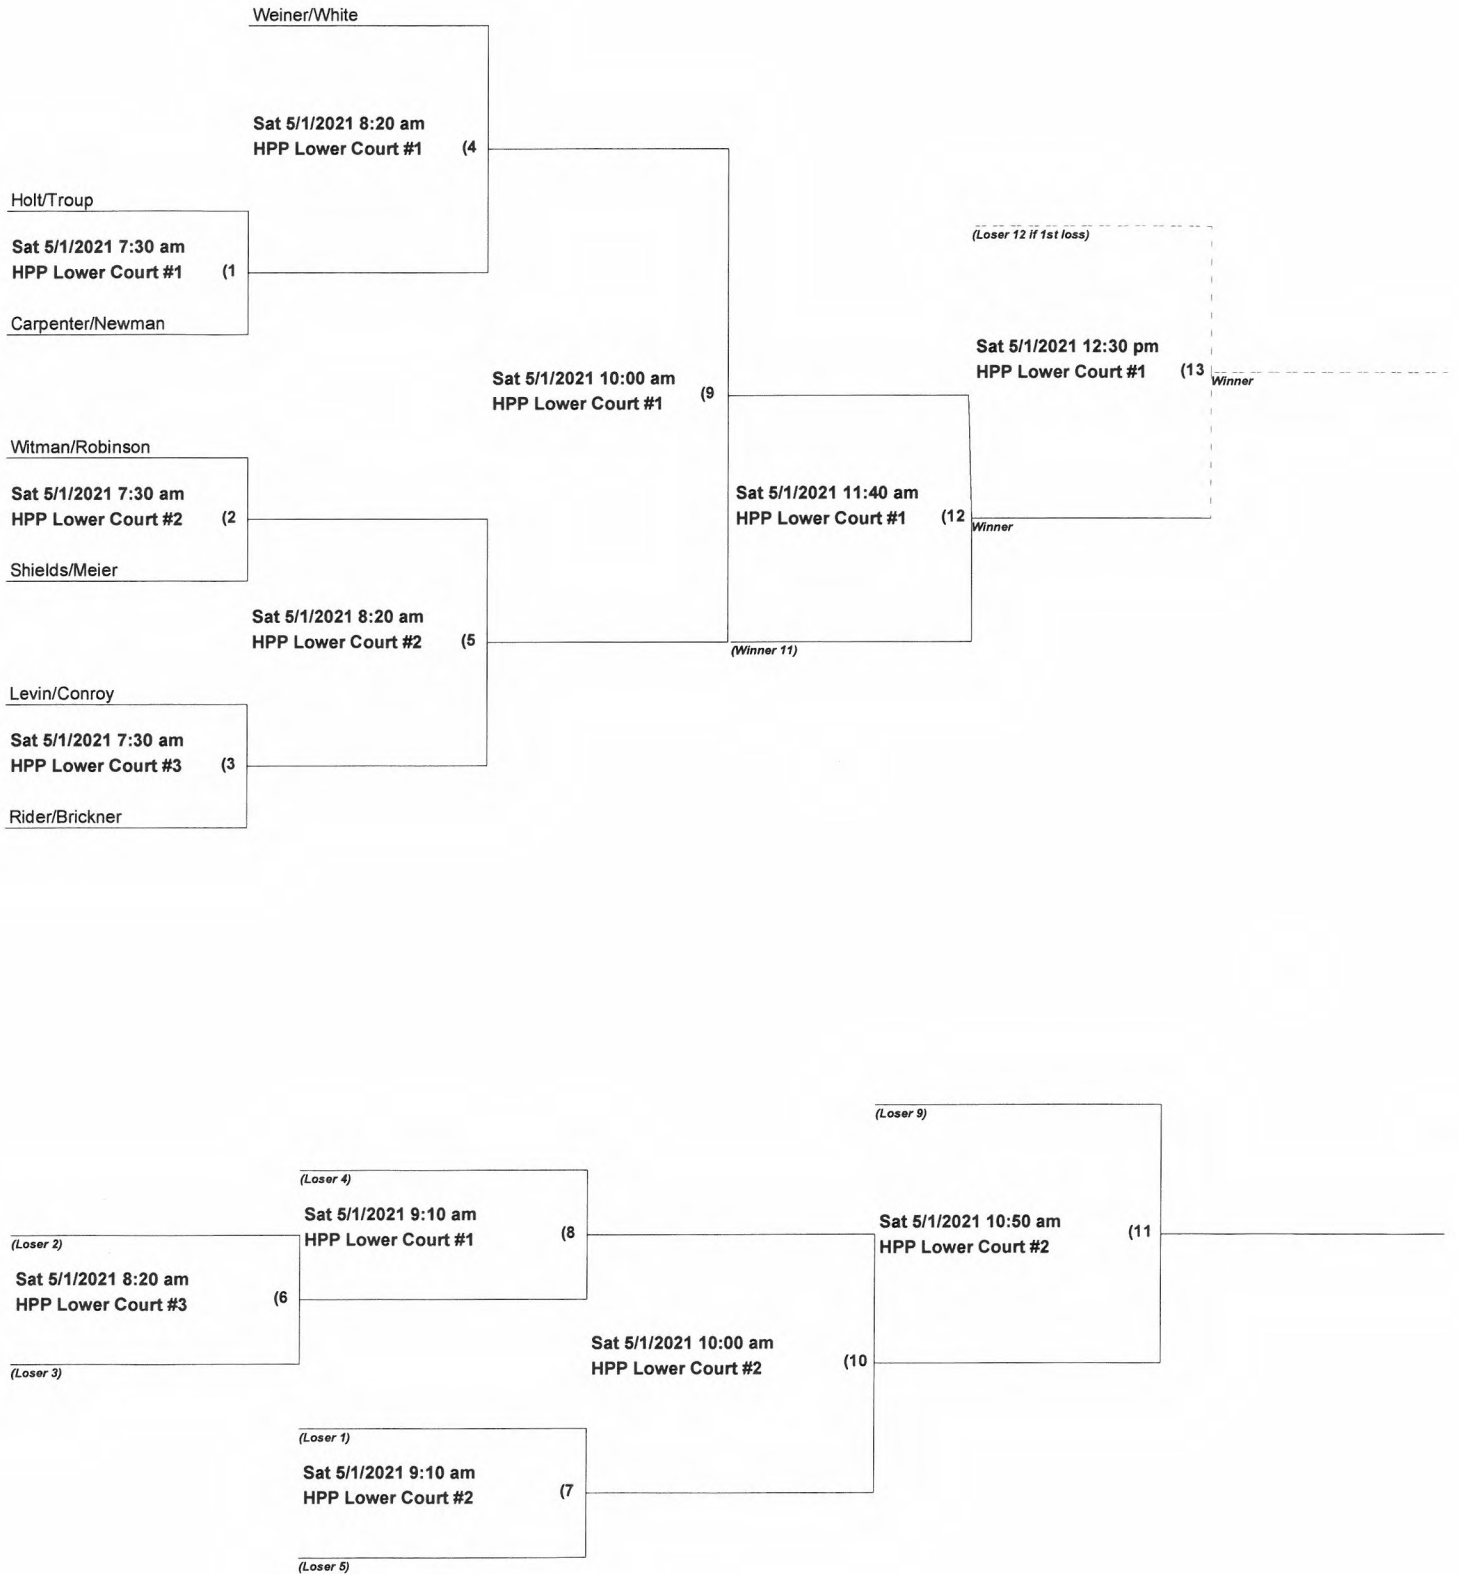 Weiner/White
Sat 5/1/2021 8:20 am
HPP Lower Court #1 (4
Holt/Troup
Sat 5/1/2021 7:30 am
HPP Lower Court #1 (1
Carpenter/Newman
(Loser 12 if 1st loss)
Sat 5/1/2021 12:30 pm
HPP Lower Court #1 (13
Winner
Sat 5/1/2021 10:00 am
HPP Lower Court #1 (9
Witman/Robinson
Sat 5/1/2021 7:30 am
HPP Lower Court #2 (2
Shields/Meier
Sat 5/1/2021 11:40 am
HPP Lower Court #1 (12
Winner
Sat 5/1/2021 8:20 am
HPP Lower Court #2 (5
(Winner 11)
Levin/Conroy
Sat 5/1/2021 7:30 am
HPP Lower Court #3 (3
Rider/Brickner
(Loser 9)
(Loser 4)
Sat 5/1/2021 9:10 am
HPP Lower Court #1 (8
Sat 5/1/2021 10:50 am
HPP Lower Court #2 (11
(Loser 2)
Sat 5/1/2021 8:20 am
HPP Lower Court #3 (6
(Loser 3)
Sat 5/1/2021 10:00 am
HPP Lower Court #2 (10
(Loser 1)
Sat 5/1/2021 9:10 am
HPP Lower Court #2 (7
(Loser 5)